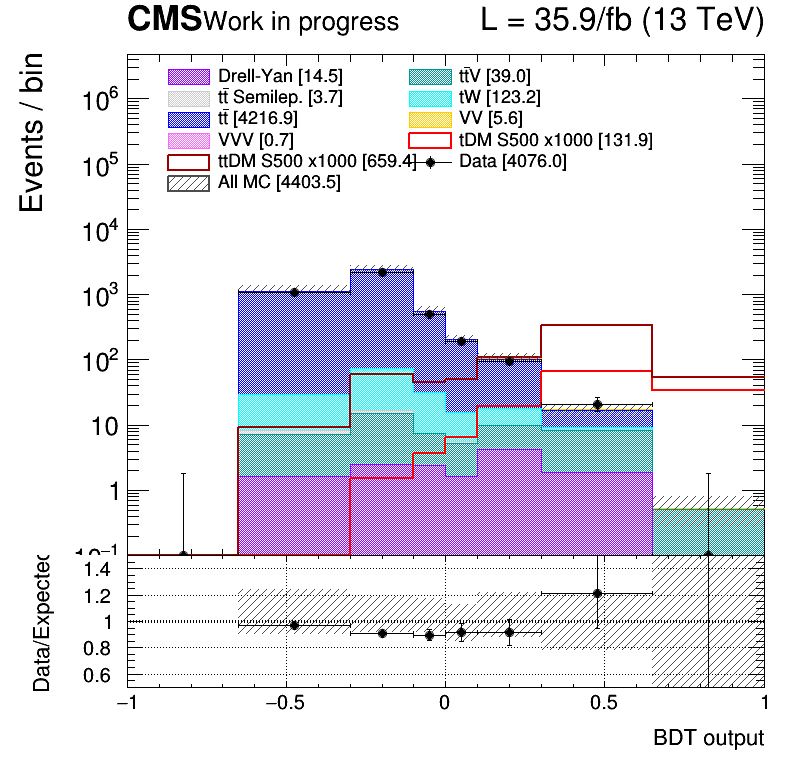 CMS Work in progress L = 35.9/fb (13 TeV)
Events / bin
Drell-Yan [14.5]
tt̄V [39.0]
tt̄ Semilep. [3.7]
tW [123.2]
tt̄ [4216.9]
VV [5.6]
VVV [0.7]
tDM S500 x1000 [131.9]
ttDM S500 x1000 [659.4]
Data [4076.0]
All MC [4403.5]
10⁶
10⁵
10⁴
10³
10²
10
1
10⁻¹
Data/Expected
1.4
1.2
1
0.8
0.6
−1 −0.5 0 0.5 1
BDT output